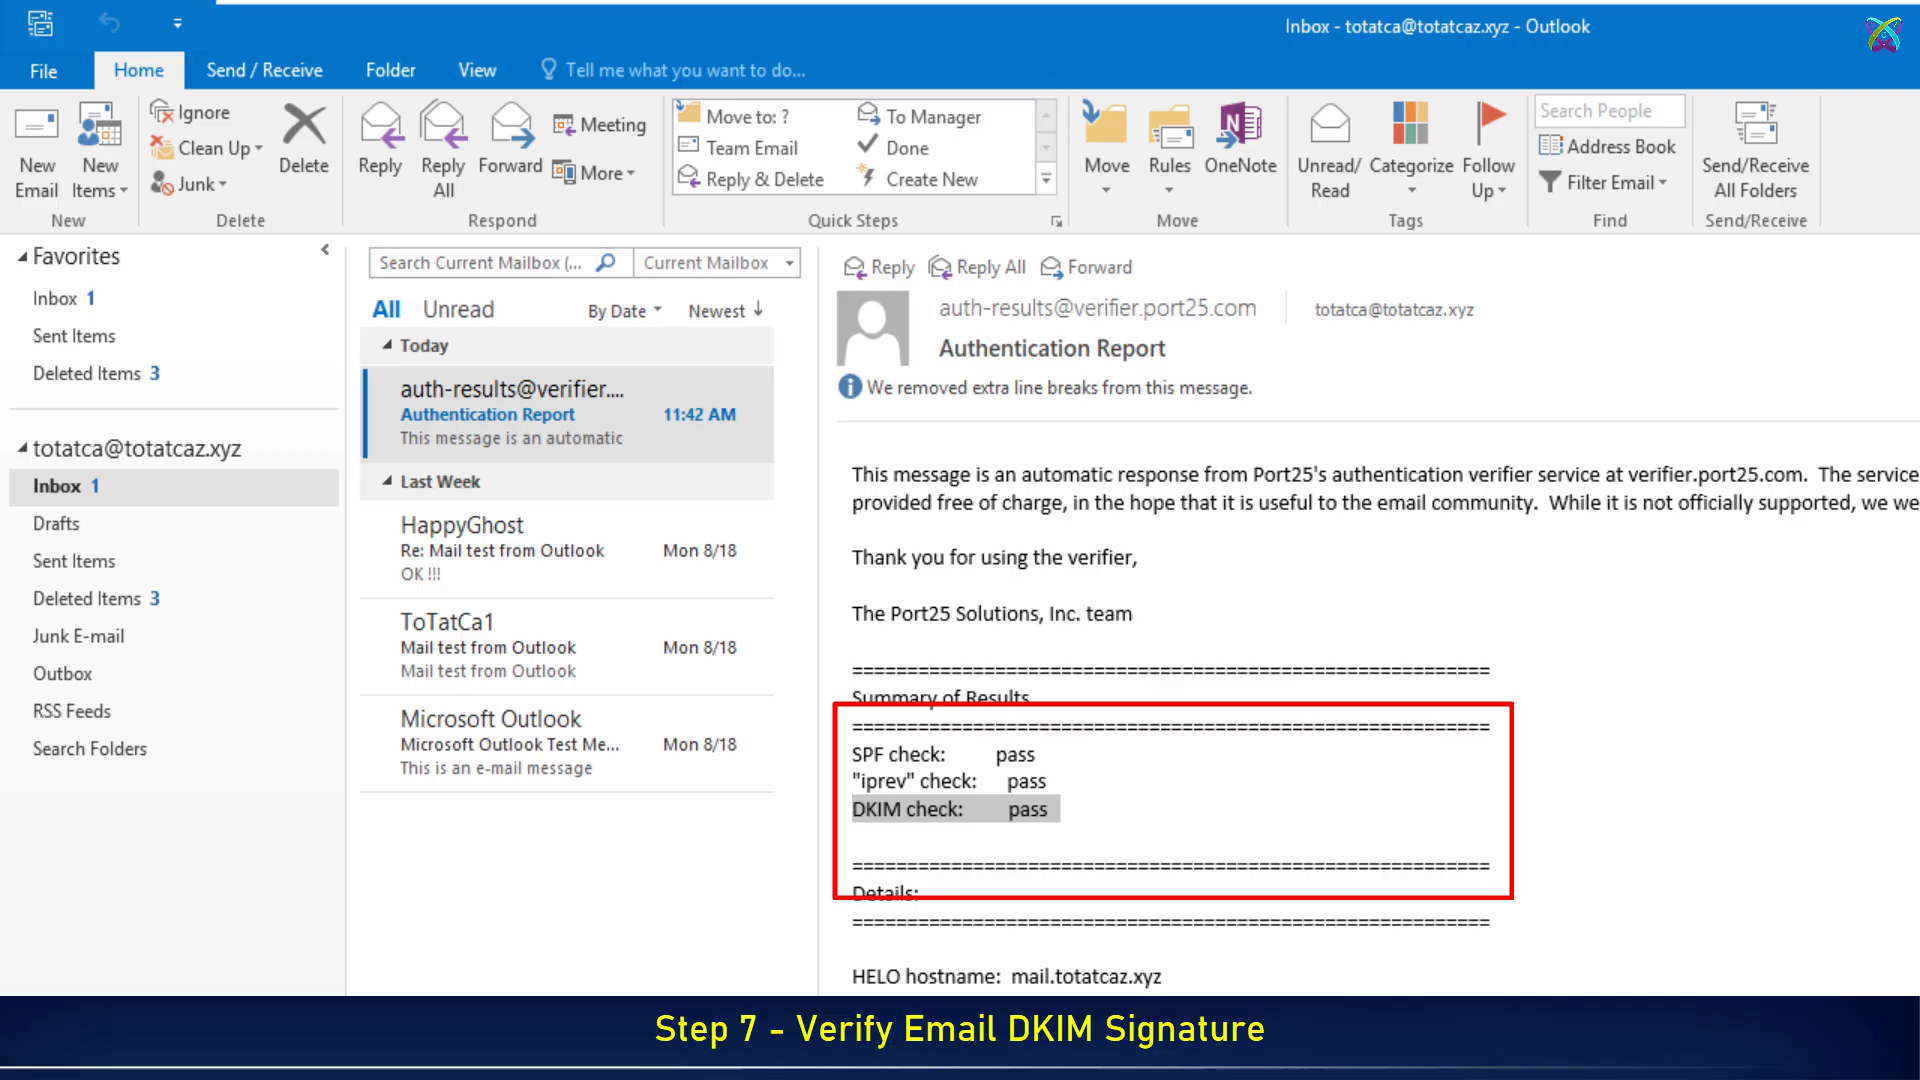 Inbox - totatca@totatcaz.xyz - Outlook
File Home Send / Receive Folder View Tell me what you want to do...
New Email
New Items
Ignore
Clean Up
Junk
Delete
Reply
Reply All
Forward
Meeting
More
Move to: ?
Team Email
Reply & Delete
To Manager
Done
Create New
Move
Rules
OneNote
Unread/ Read
Categorize
Follow Up
Search People
Address Book
Filter Email
Send/Receive All Folders
New Delete Respond Quick Steps Move Tags Find Send/Receive
Favorites
Inbox 1
Sent Items
Deleted Items 3
totatca@totatcaz.xyz
Inbox 1
Drafts
Sent Items
Deleted Items 3
Junk E-mail
Outbox
RSS Feeds
Search Folders
Search Current Mailbox (... Current Mailbox
All Unread By Date Newest
Today
auth-results@verifier....
Authentication Report 11:42 AM
This message is an automatic
Last Week
HappyGhost
Re: Mail test from Outlook Mon 8/18
OK !!!
ToTatCa1
Mail test from Outlook Mon 8/18
Mail test from Outlook
Microsoft Outlook
Microsoft Outlook Test Me... Mon 8/18
This is an e-mail message
Reply Reply All Forward
auth-results@verifier.port25.com totatca@totatcaz.xyz
Authentication Report
We removed extra line breaks from this message.
This message is an automatic response from Port25's authentication verifier service at verifier.port25.com. The service
provided free of charge, in the hope that it is useful to the email community. While it is not officially supported, we we
Thank you for using the verifier,
The Port25 Solutions, Inc. team
==========================================================
Summary of Results
==========================================================
SPF check: pass
"iprev" check: pass
DKIM check: pass
==========================================================
Details:
==========================================================
HELO hostname: mail.totatcaz.xyz
Step 7 - Verify Email DKIM Signature